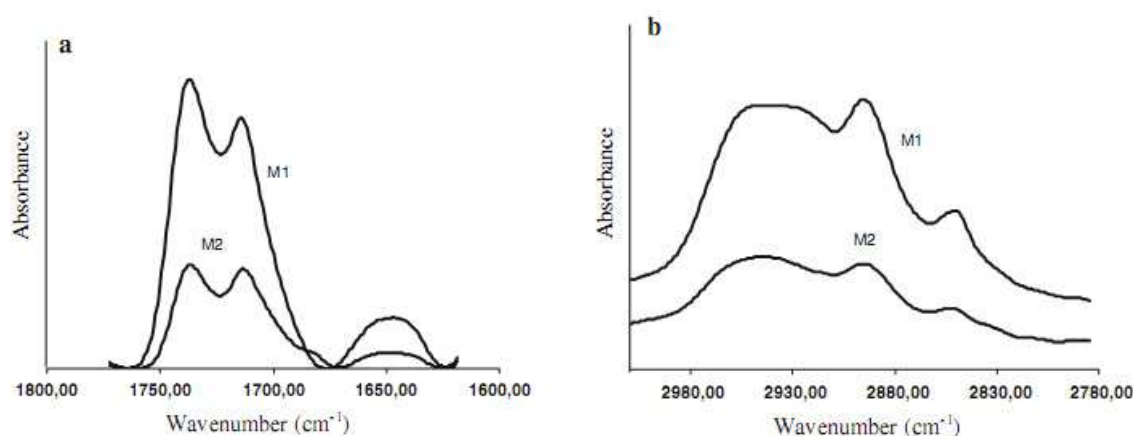 a
Absorbance
M1
M2
1800,00 1750,00 1700,00 1650,00 1600,00
Wavenumber (cm⁻¹)
b
Absorbance
M1
M2
2980,00 2930,00 2880,00 2830,00 2780,00
Wavenumber (cm⁻¹)